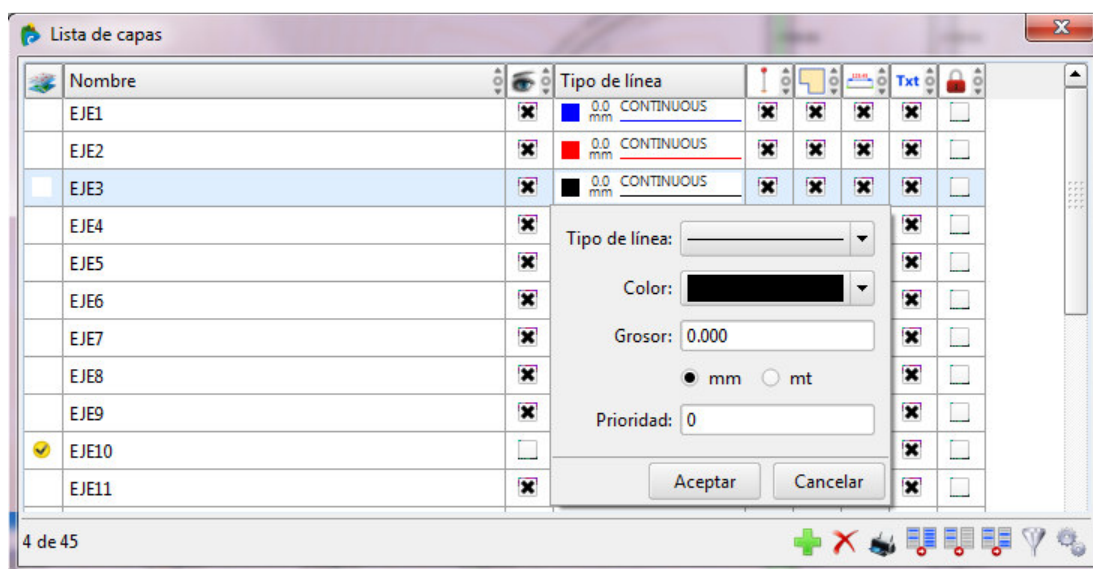 Lista de capas
Nombre Tipo de línea Txt
EJE1 0.0 mm CONTINUOUS
EJE2 0.0 mm CONTINUOUS
EJE3 0.0 mm CONTINUOUS
EJE4
Tipo de línea:
EJE5
Color:
EJE6
EJE7 Grosor: 0.000
EJE8 mm mt
EJE9 Prioridad: 0
EJE10
EJE11 Aceptar Cancelar
4 de 45